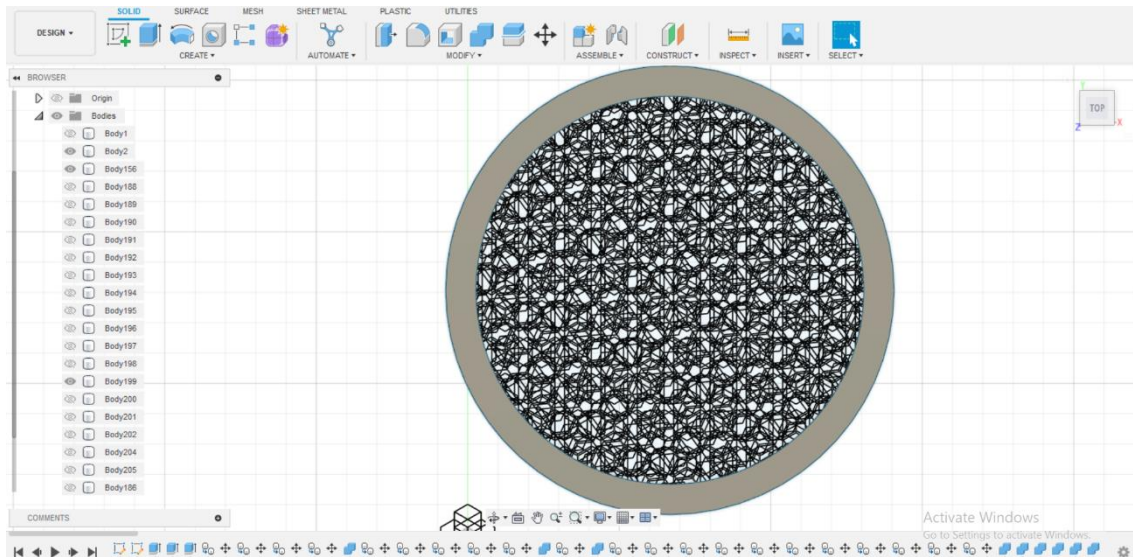 SOLID SURFACE MESH SHEET METAL PLASTIC UTILITIES
DESIGN
CREATE AUTOMATE MODIFY ASSEMBLE CONSTRUCT INSPECT INSERT SELECT
BROWSER
Origin
Bodies
Body1
Body2
Body156
Body188
Body189
Body190
Body191
Body192
Body193
Body194
Body195
Body196
Body197
Body198
Body199
Body200
Body201
Body202
Body204
Body205
Body186
TOP
Y
X
Z
COMMENTS
Activate Windows
Go to Settings to activate Windows.